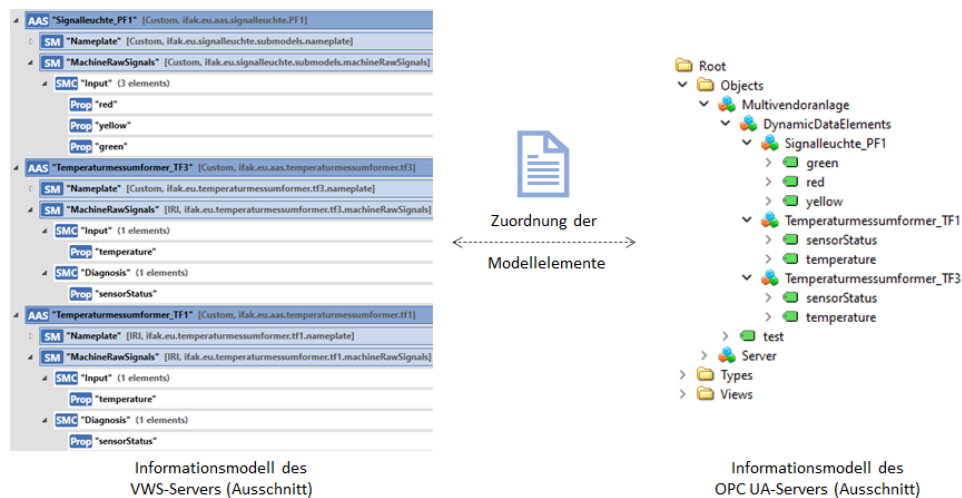 AAS "Signalleuchte_PF1" [Custom, ifak.eu.aas.signalleuchte.PF1]
SM "Nameplate" [Custom, ifak.eu.signalleuchte.submodels.nameplate]
SM "MachineRawSignals" [Custom, ifak.eu.signalleuchte.submodels.machineRawSignals]
SMC "Input" (3 elements)
Prop "red"
Prop "yellow"
Prop "green"
AAS "Temperaturmessumformer_TF3" [Custom, ifak.eu.aas.temperaturmessumformer.tf3]
SM "Nameplate" [Custom, ifak.eu.temperaturmessumformer.tf3.nameplate]
SM "MachineRawSignals" [IRI, ifak.eu.temperaturmessumformer.tf3.machineRawSignals]
SMC "Input" (1 elements)
Prop "temperature"
SMC "Diagnosis" (1 elements)
Prop "sensorStatus"
AAS "Temperaturmessumformer_TF1" [Custom, ifak.eu.aas.temperaturmessumformer.tf1]
SM "Nameplate" [IRI, ifak.eu.temperaturmessumformer.tf1.nameplate]
SM "MachineRawSignals" [IRI, ifak.eu.temperaturmessumformer.tf1.machineRawSignals]
SMC "Input" (1 elements)
Prop "temperature"
SMC "Diagnosis" (1 elements)
Prop "sensorStatus"
Informationsmodell des
VWS-Servers (Ausschnitt)
Zuordnung der
Modellelemente
Root
Objects
Multivendoranlage
DynamicDataElements
Signalleuchte_PF1
green
red
yellow
Temperaturmessumformer_TF1
sensorStatus
temperature
Temperaturmessumformer_TF3
sensorStatus
temperature
test
Server
Types
Views
Informationsmodell des
OPC UA-Servers (Ausschnitt)